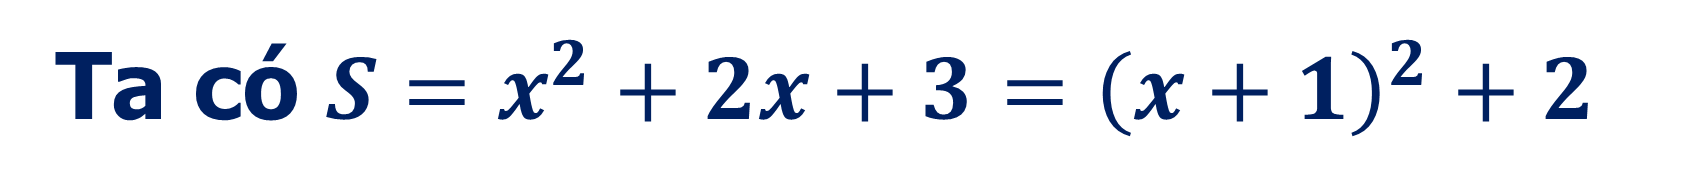 Ta có S = x² + 2x + 3 = (x + 1)² + 2